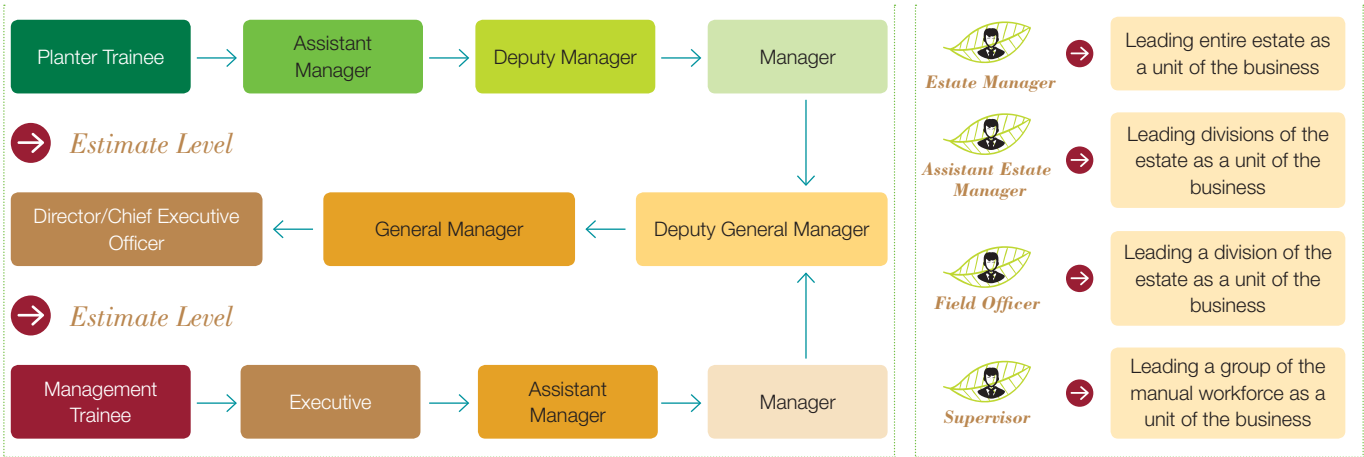 Planter Trainee
Assistant
Manager
Deputy Manager
Manager
Estimate Level
Director/Chief Executive
Officer
General Manager
Deputy General Manager
Estimate Level
Management
Trainee
Executive
Assistant
Manager
Manager
Estate Manager
Leading entire estate as
a unit of the business
Assistant Estate
Manager
Leading divisions of the
estate as a unit of the
business
Field Officer
Leading a division of the
estate as a unit of the
business
Supervisor
Leading a group of the
manual workforce as a
unit of the business